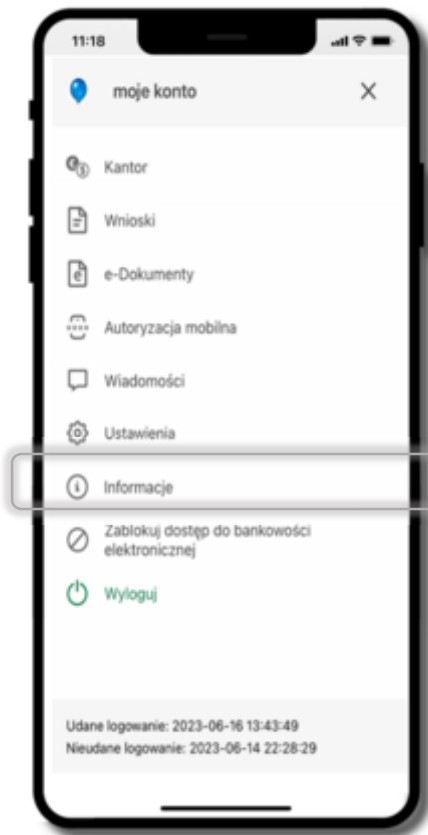 11:18
moje konto
Kantor
Wnioski
e-Dokumenty
Autoryzacja mobilna
Wiadomości
Ustawienia
Informacje
Zablokuj dostęp do bankowości
elektronicznej
Wyloguj
Udane logowanie: 2023-06-16 13:43:49
Nieudane logowanie: 2023-06-14 22:28:29